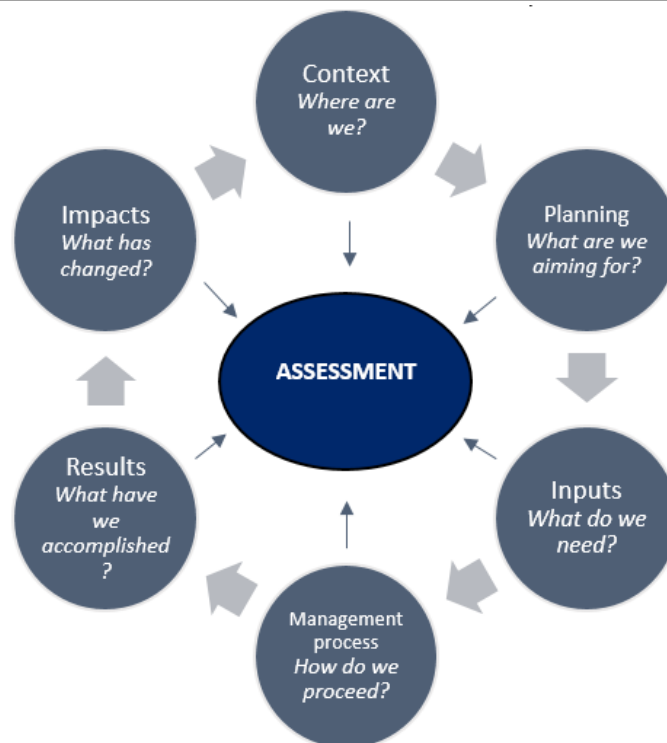 Context
Where are
we?
Planning
What are we
aiming for?
Inputs
What do we
need?
Management
process
How do we
proceed?
Results
What have
we
accomplished
?
Impacts
What has
changed?
ASSESSMENT